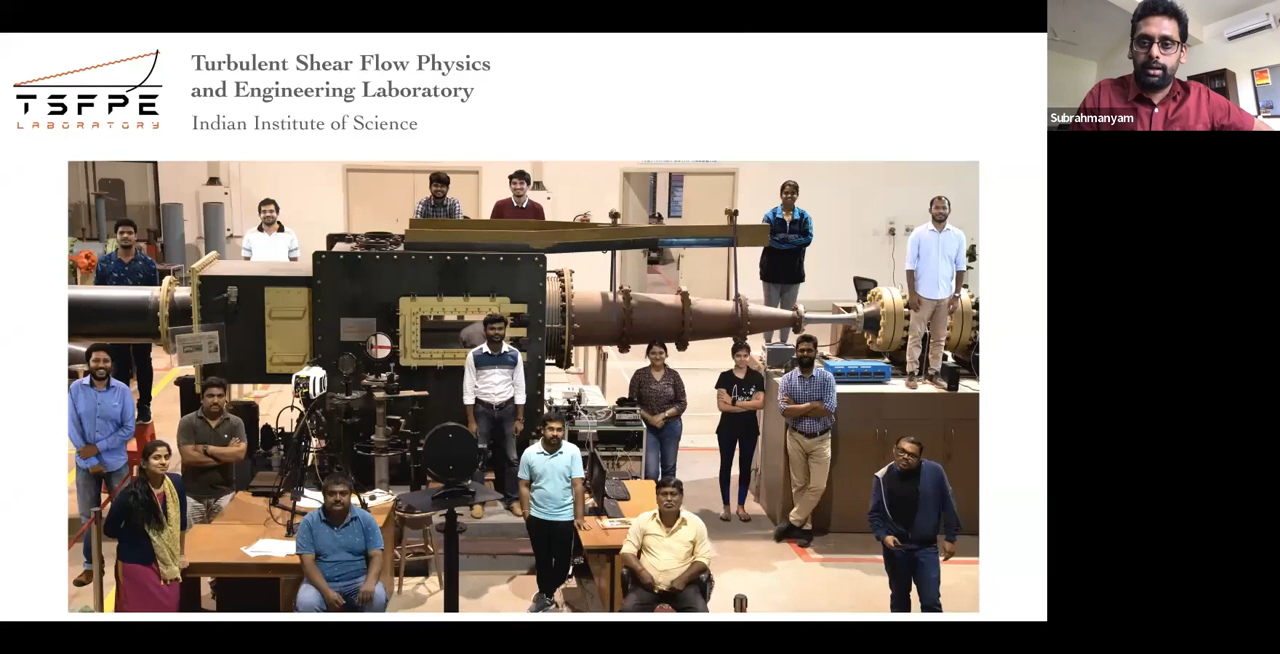 TSFPE
LABORATORY
Turbulent Shear Flow Physics
and Engineering Laboratory
Indian Institute of Science
Subrahmanyam